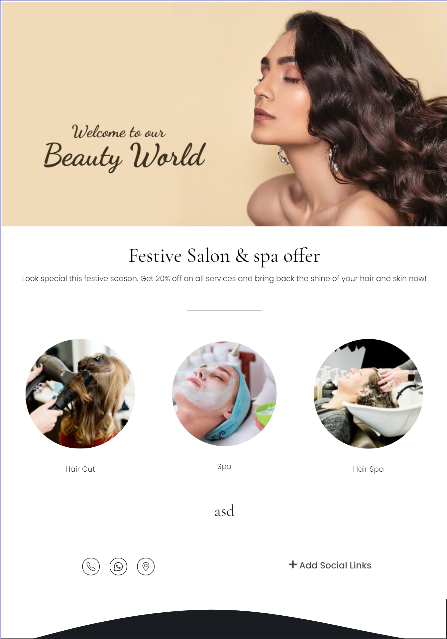 Welcome to our
Beauty World
Festive Salon & spa offer
Look special this festive season. Get 20% off on all services and bring back the shine of your hair and skin now!
Hair Cut
Spa
Hair Spa
asd
+ Add Social Links